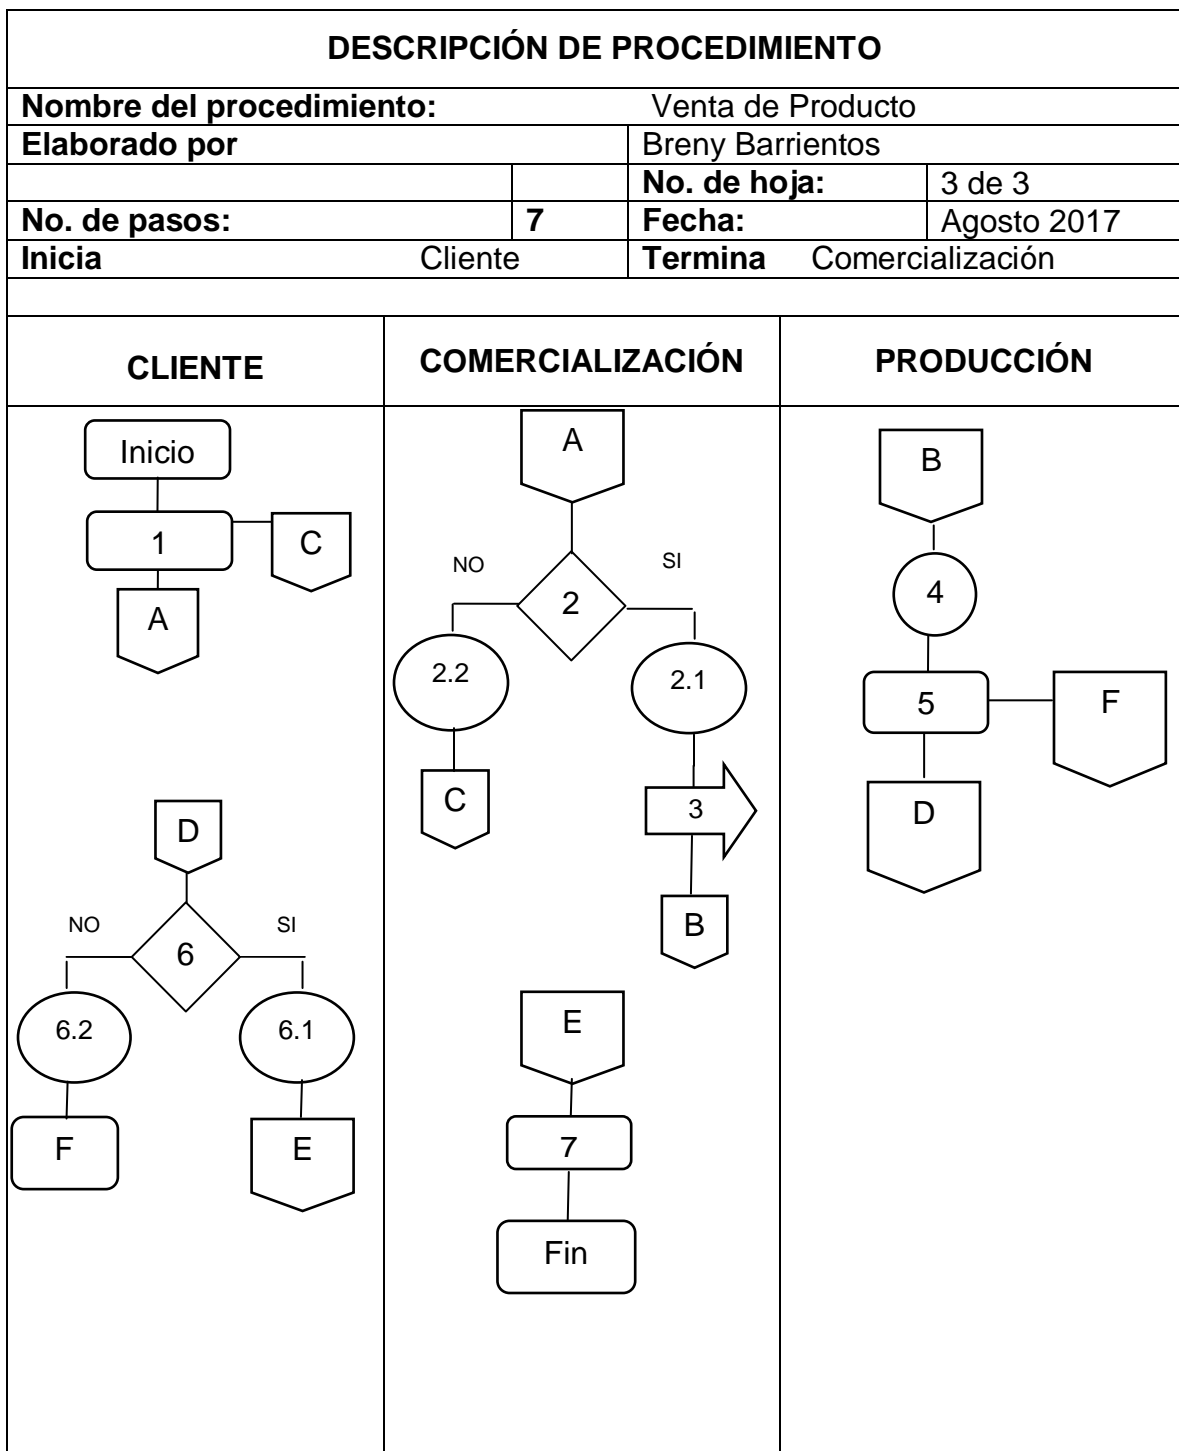 DESCRIPCIÓN DE PROCEDIMIENTO
Nombre del procedimiento: Venta de Producto
Elaborado por Breny Barrientos
No. de hoja: 3 de 3
No. de pasos: 7 Fecha: Agosto 2017
Inicia Cliente Termina Comercialización
CLIENTE COMERCIALIZACIÓN PRODUCCIÓN
Inicio
1
C
A
D
NO
SI
6
6.2
6.1
F
E
A
NO
SI
2
2.2
2.1
C
3
B
E
7
Fin
B
4
5
F
D